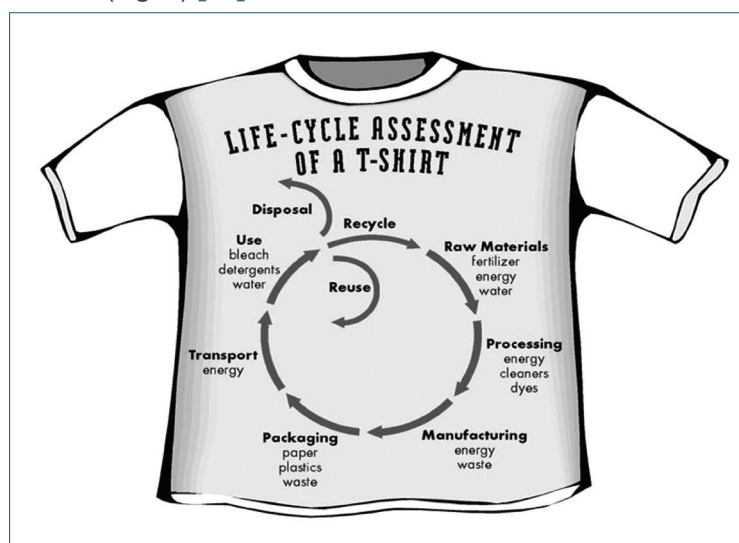 LIFE-CYCLE ASSESSMENT
OF A T-SHIRT
Disposal
Recycle
Use
bleach
detergents
water
Reuse
Raw Materials
fertilizer
energy
water
Processing
energy
cleaners
dyes
Transport
energy
Packaging
paper
plastics
waste
Manufacturing
energy
waste